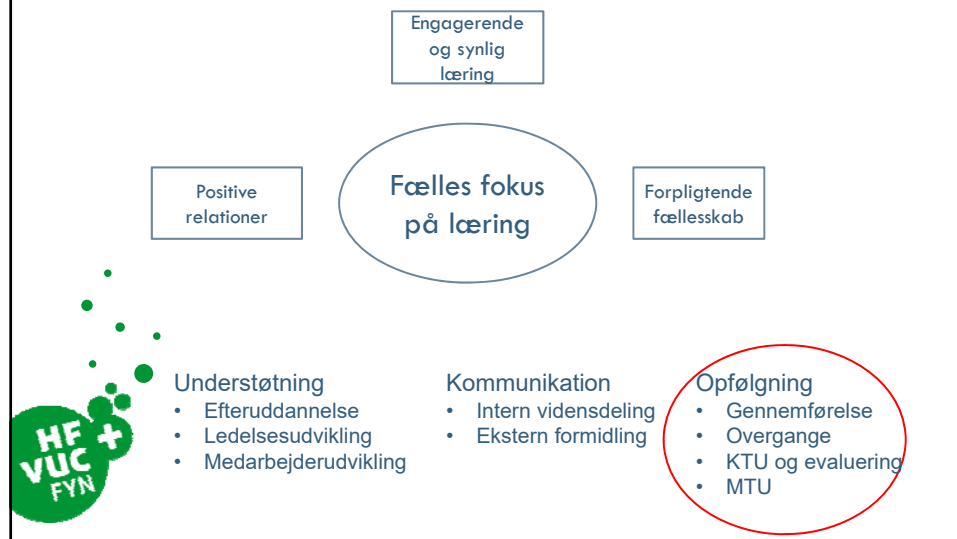 Engagerende
og synlig
læring
Positive
relationer
Fælles fokus
på læring
Forpligtende
fællesskab
Understøtning
• Efteruddannelse
• Ledelsesudvikling
• Medarbejderudvikling
Kommunikation
• Intern vidensdeling
• Ekstern formidling
Opfølgning
• Gennemførelse
• Overgange
• KTU og evaluering
• MTU
HF
VUC
FYN
+